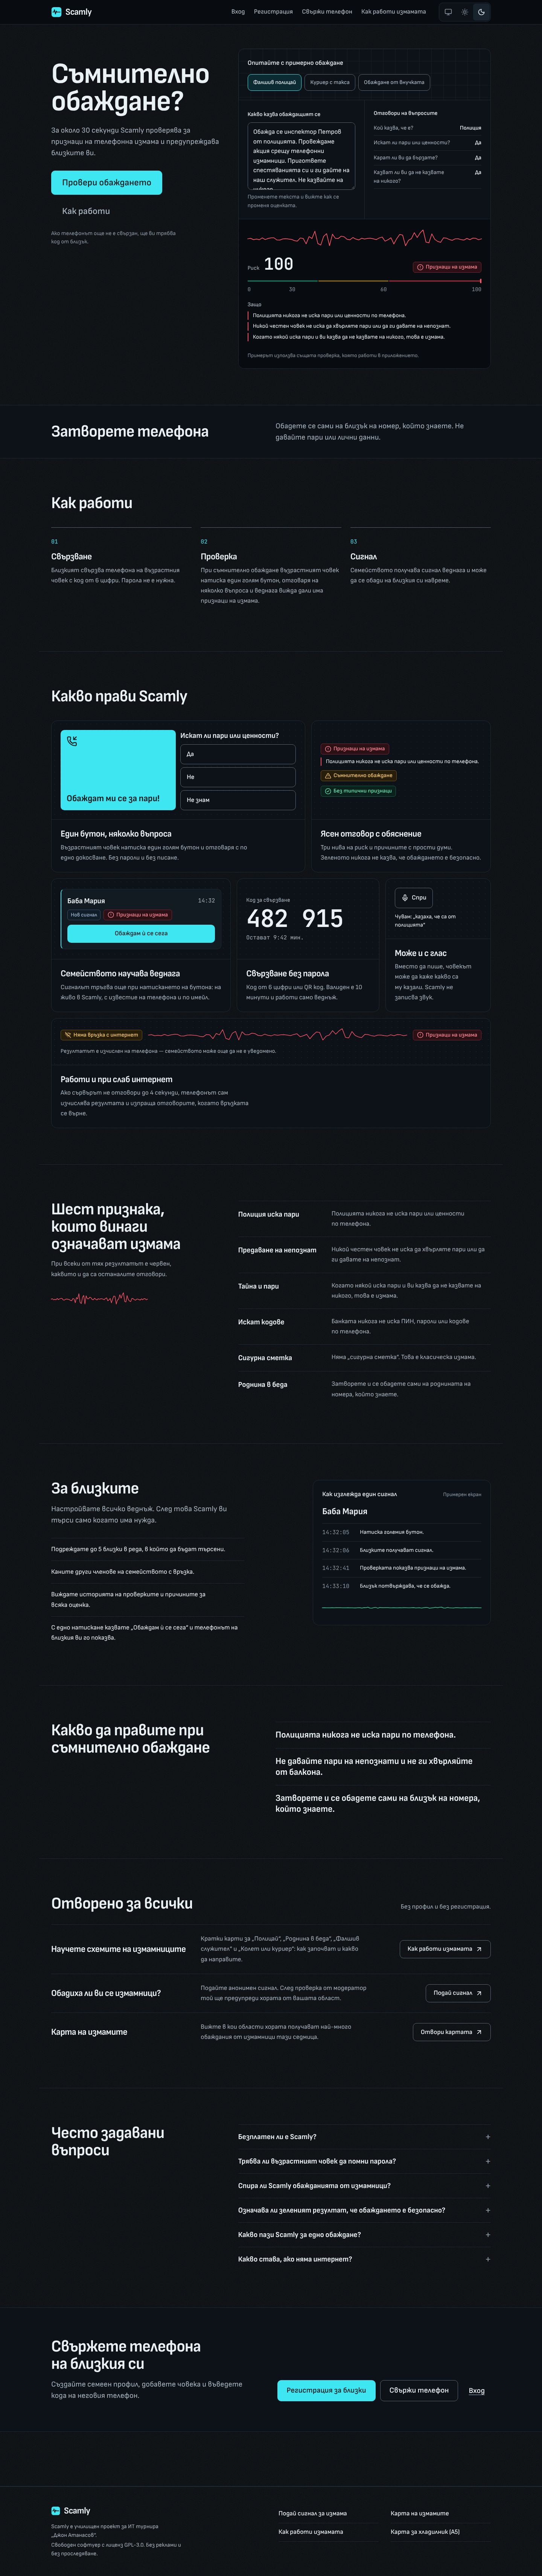 Scamly
Вход Регистрация Свържи телефон Как работи измамата
Съмнително
обаждане?
За около 30 секунди Scamly проверява за
признаци на телефонна измама и предупреждава
близките ви.
Провери обаждането
Как работи
Ако телефонът още не е свързан, ще ви трябва
код от близък.
Опитайте с примерно обаждане
Фалшив полицай Куриер с такса Обаждане от внучката
Какво казва обаждащият се
Обажда се инспектор Петров
от полицията. Провеждаме
акция срещу телефонни
измамници. Пригответе
спестяванията си и ги дайте на
наш служител. Не казвайте на
Променете текста и вижте как се
променя оценката.
Отговори на въпросите
Кой казва, че е? Полиция
Искат ли пари или ценности? Да
Карат ли ви да бързате? Да
Казват ли ви да не казвате
на никого? Да
Риск 100
Признаци на измама
0 30 60 100
Защо
Полицията никога не иска пари или ценности по телефона.
Никой честен човек не иска да хвърляте пари или да ги давате на непознат.
Когато някой иска пари и ви казва да не казвате на никого, това е измама.
Примерът използва същата проверка, която работи в приложението.
Затворете телефона
Обадете се сами на близък на номер, който знаете. Не
давайте пари или лични данни.
Как работи
01
Свързване
Близкият свързва телефона на възрастния
човек с код от 6 цифри. Парола не е нужна.
02
Проверка
При съмнително обаждане възрастният човек
натиска един голям бутон, отговаря на
няколко въпроса и веднага вижда дали има
признаци на измама.
03
Сигнал
Семейството получава сигнал веднага и може
да се обади на близкия си навреме.
Какво прави Scamly
Обаждат ми се за пари!
Искат ли пари или ценности?
Да
Не
Не знам
Един бутон, няколко въпроса
Възрастният човек натиска един голям бутон и отговаря с по
едно докосване. Без пароли и без писане.
Признаци на измама
Полицията никога не иска пари или ценности по телефона.
Съмнително обаждане
Без типични признаци
Ясен отговор с обяснение
Три нива на риск и причините с прости думи.
Зеленото никога не казва, че обаждането е безопасно.
Баба Мария 14:32
Нов сигнал Признаци на измама
Обаждам ѝ се сега
Семейството научава веднага
Сигналът тръгва още при натискането на бутона: на
живо в Scamly, с известие на телефона и по имейл.
Код за свързване
482 915
Остават 9:42 мин.
Свързване без парола
Код от 6 цифри или QR код. Валиден е 10
минути и работи само веднъж.
Спри
Чувам: „казаха, че са от
полицията“
Може и с глас
Вместо да пише, човекът
може да каже какво са
му казали. Scamly не
записва звук.
Няма връзка с интернет
Признаци на измама
Резултатът е изчислен на телефона — семейството може още да не е уведомено.
Работи и при слаб интернет
Ако сървърът не отговори до 4 секунди, телефонът сам
изчислява резултата и изпраща отговорите, когато връзката
се върне.
Шест признака,
които винаги
означават измама
При всеки от тях резултатът е червен,
каквито и да са останалите отговори.
Полиция иска пари
Полицията никога не иска пари или ценности
по телефона.
Предаване на непознат
Никой честен човек не иска да хвърляте пари или да
ги давате на непознат.
Тайна и пари
Когато някой иска пари и ви казва да не казвате на
никого, това е измама.
Искат кодове
Банката никога не иска ПИН, пароли или кодове
по телефона.
Сигурна сметка
Няма „сигурна сметка“. Това е класическа измама.
Роднина в беда
Затворете и се обадете сами на роднината на
номера, който знаете.
За близките
Настройвате всичко веднъж. След това Scamly ви
търси само когато има нужда.
Подреждате до 5 близки в реда, в който да бъдат търсени.
Каните други членове на семейството с връзка.
Виждате историята на проверките и причините за
всяка оценка.
С едно натискане казвате „Обаждам ѝ се сега“ и телефонът на
близкия ви го показва.
Как изглежда един сигнал Примерен екран
Баба Мария
14:32:05 Натиска големия бутон.
14:32:06 Близките получават сигнал.
14:32:41 Проверката показва признаци на измама.
14:33:10 Близък потвърждава, че се обажда.
Какво да правите при
съмнително обаждане
Полицията никога не иска пари по телефона.
Не давайте пари на непознати и не ги хвърляйте
от балкона.
Затворете и се обадете сами на близък на номера,
който знаете.
Отворено за всички
Без профил и без регистрация.
Научете схемите на измамниците
Кратки карти за „Полицай“, „Роднина в беда“, „Фалшив
служител“ и „Колет или куриер“: как започват и какво
да направите.
Как работи измамата
Обадиха ли ви се измамници?
Подайте анонимен сигнал. След проверка от модератор
той ще предупреди хората от вашата област.
Подай сигнал
Карта на измамите
Вижте в кои области хората получават най-много
обаждания от измамници тази седмица.
Отвори картата
Често задавани
въпроси
Безплатен ли е Scamly?
Трябва ли възрастният човек да помни парола?
Спира ли Scamly обажданията от измамници?
Означава ли зеленият резултат, че обаждането е безопасно?
Какво пази Scamly за едно обаждане?
Какво става, ако няма интернет?
Свържете телефона
на близкия си
Създайте семеен профил, добавете човека и въведете
кода на неговия телефон.
Регистрация за близки Свържи телефон Вход
Scamly
Scamly е училищен проект за ИТ турнира
„Джон Атанасов“.
Свободен софтуер с лиценз GPL-3.0, без реклами и
без проследяване.
Подай сигнал за измама
Карта на измамите
Как работи измамата
Карта за хладилник (A5)